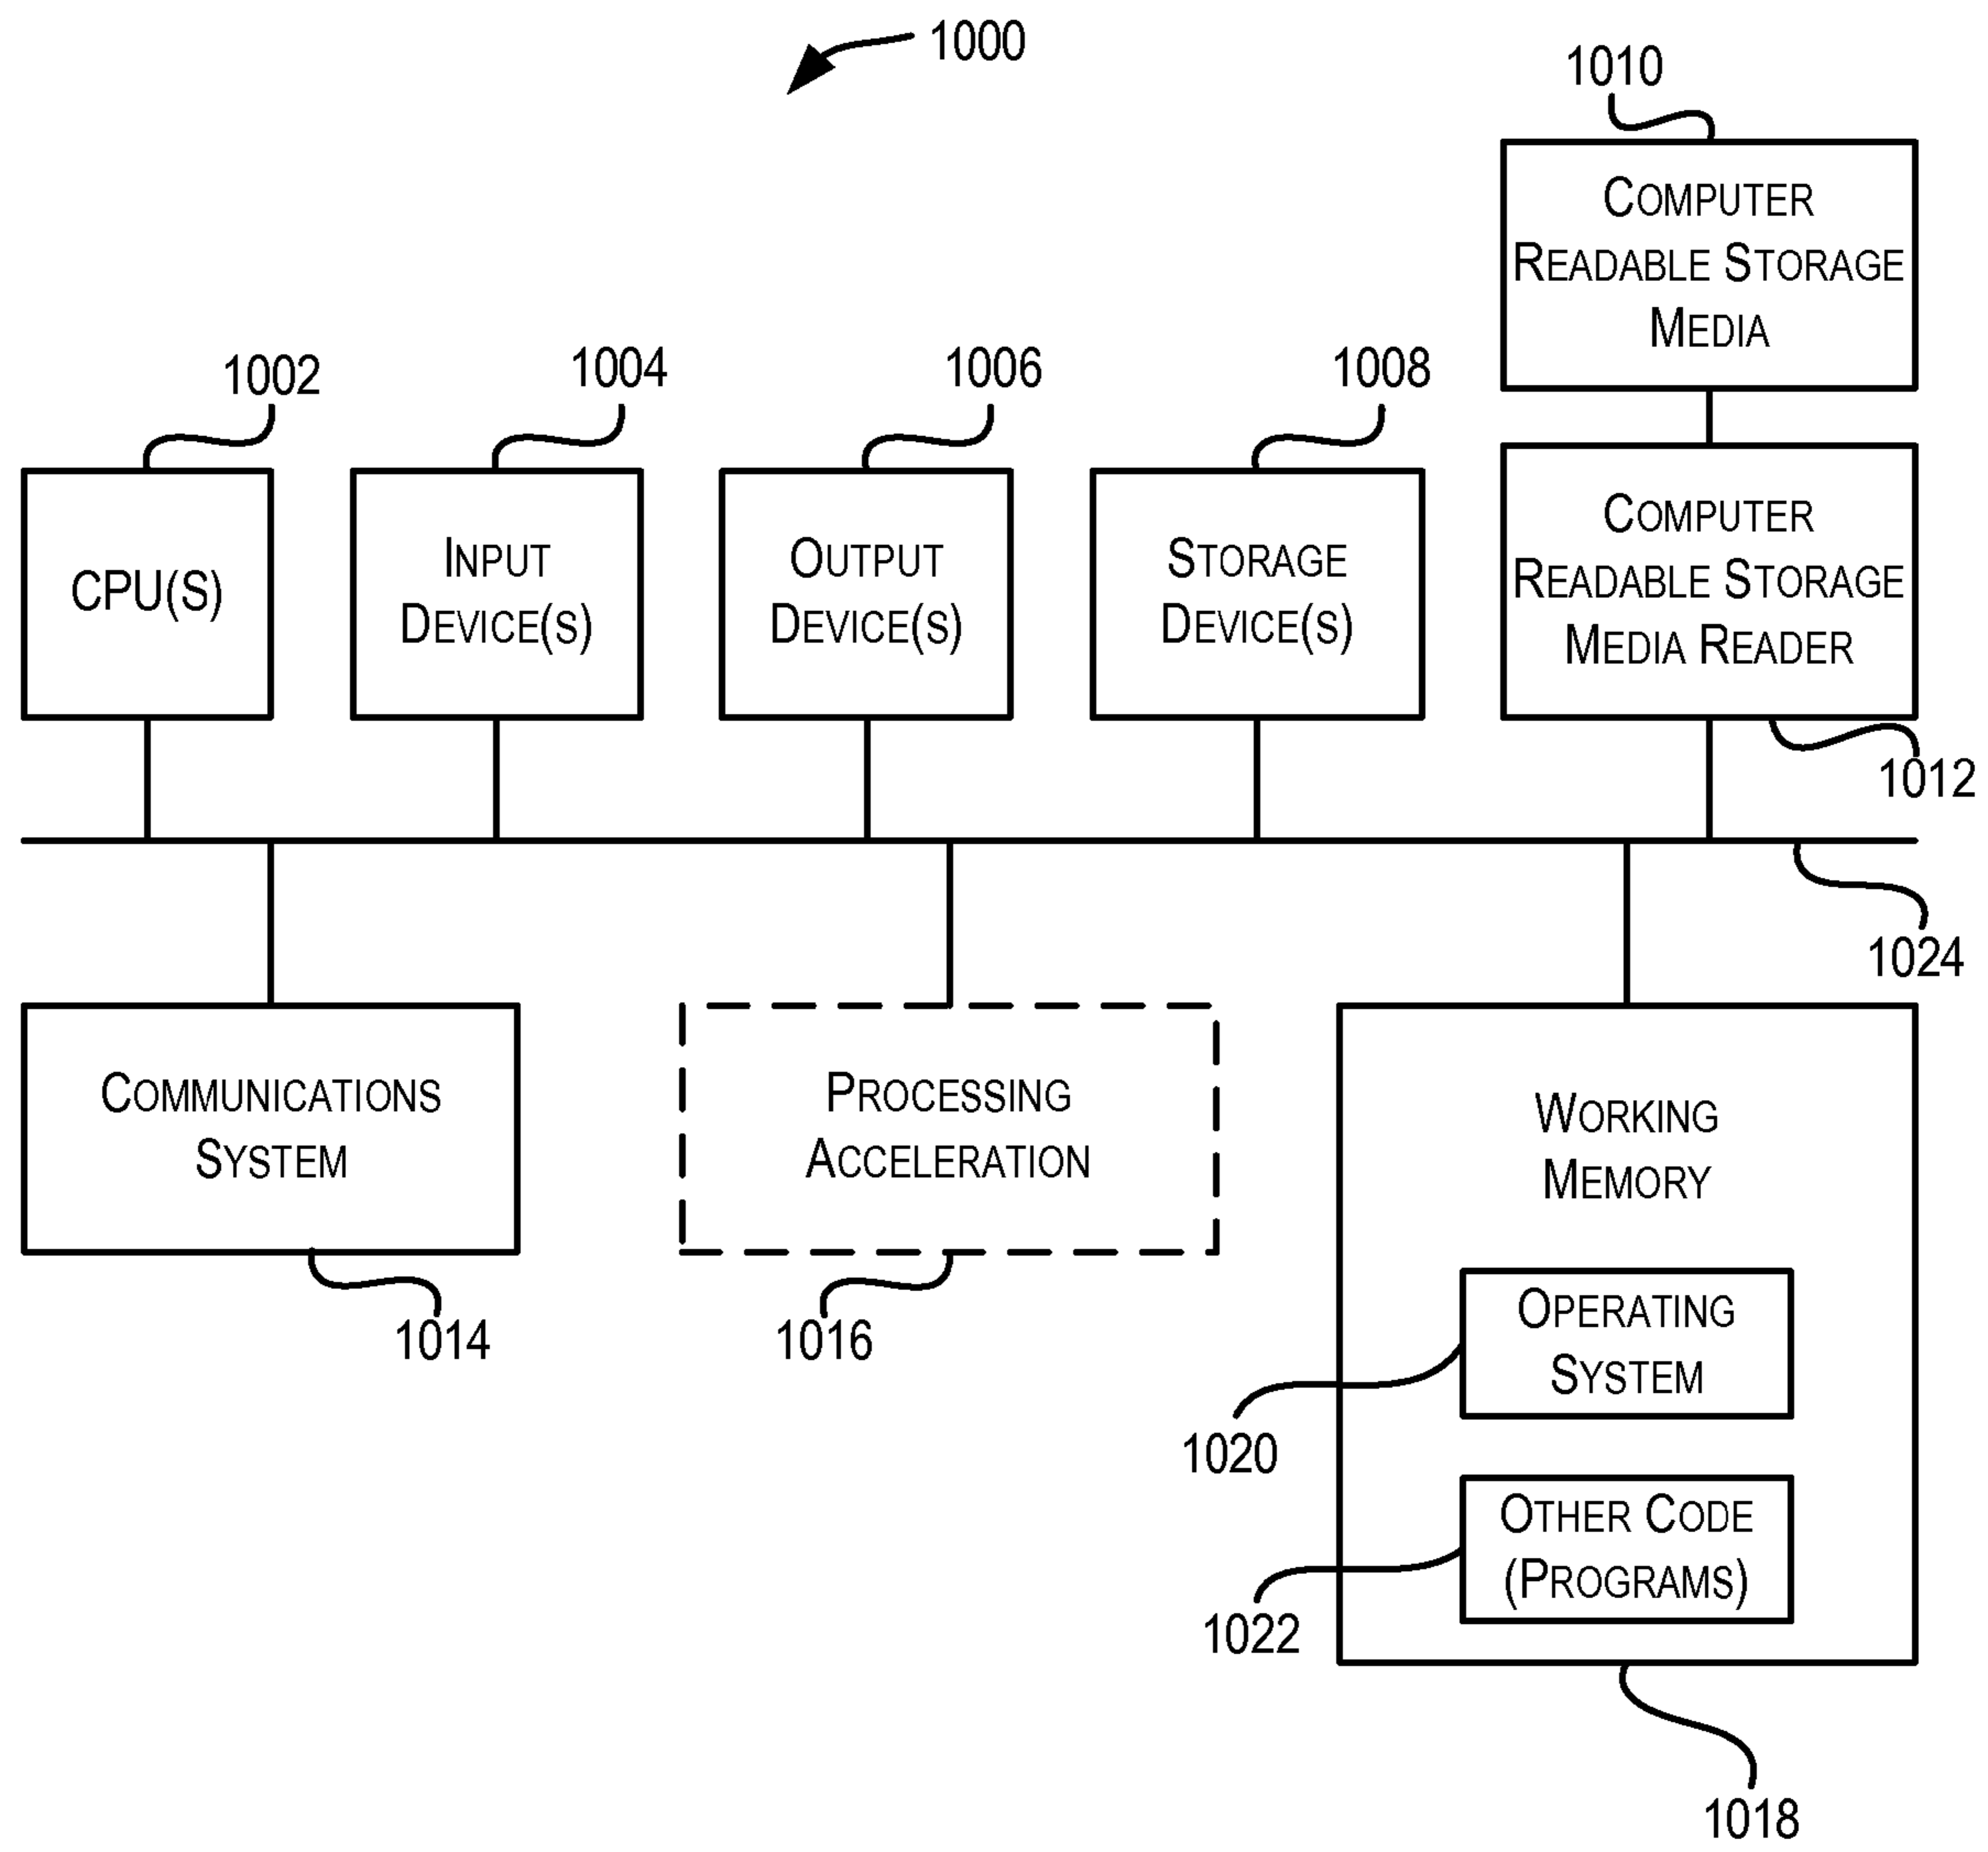 1000
1010
COMPUTER
READABLE STORAGE
MEDIA
1002
1004
1006
1008
CPU(S)
INPUT
DEVICE(S)
OUTPUT
DEVICE(S)
STORAGE
DEVICE(S)
COMPUTER
READABLE STORAGE
MEDIA READER
1012
1024
COMMUNICATIONS
SYSTEM
1014
PROCESSING
ACCELERATION
1016
WORKING
MEMORY
OPERATING
SYSTEM
1020
OTHER CODE
(PROGRAMS)
1022
1018